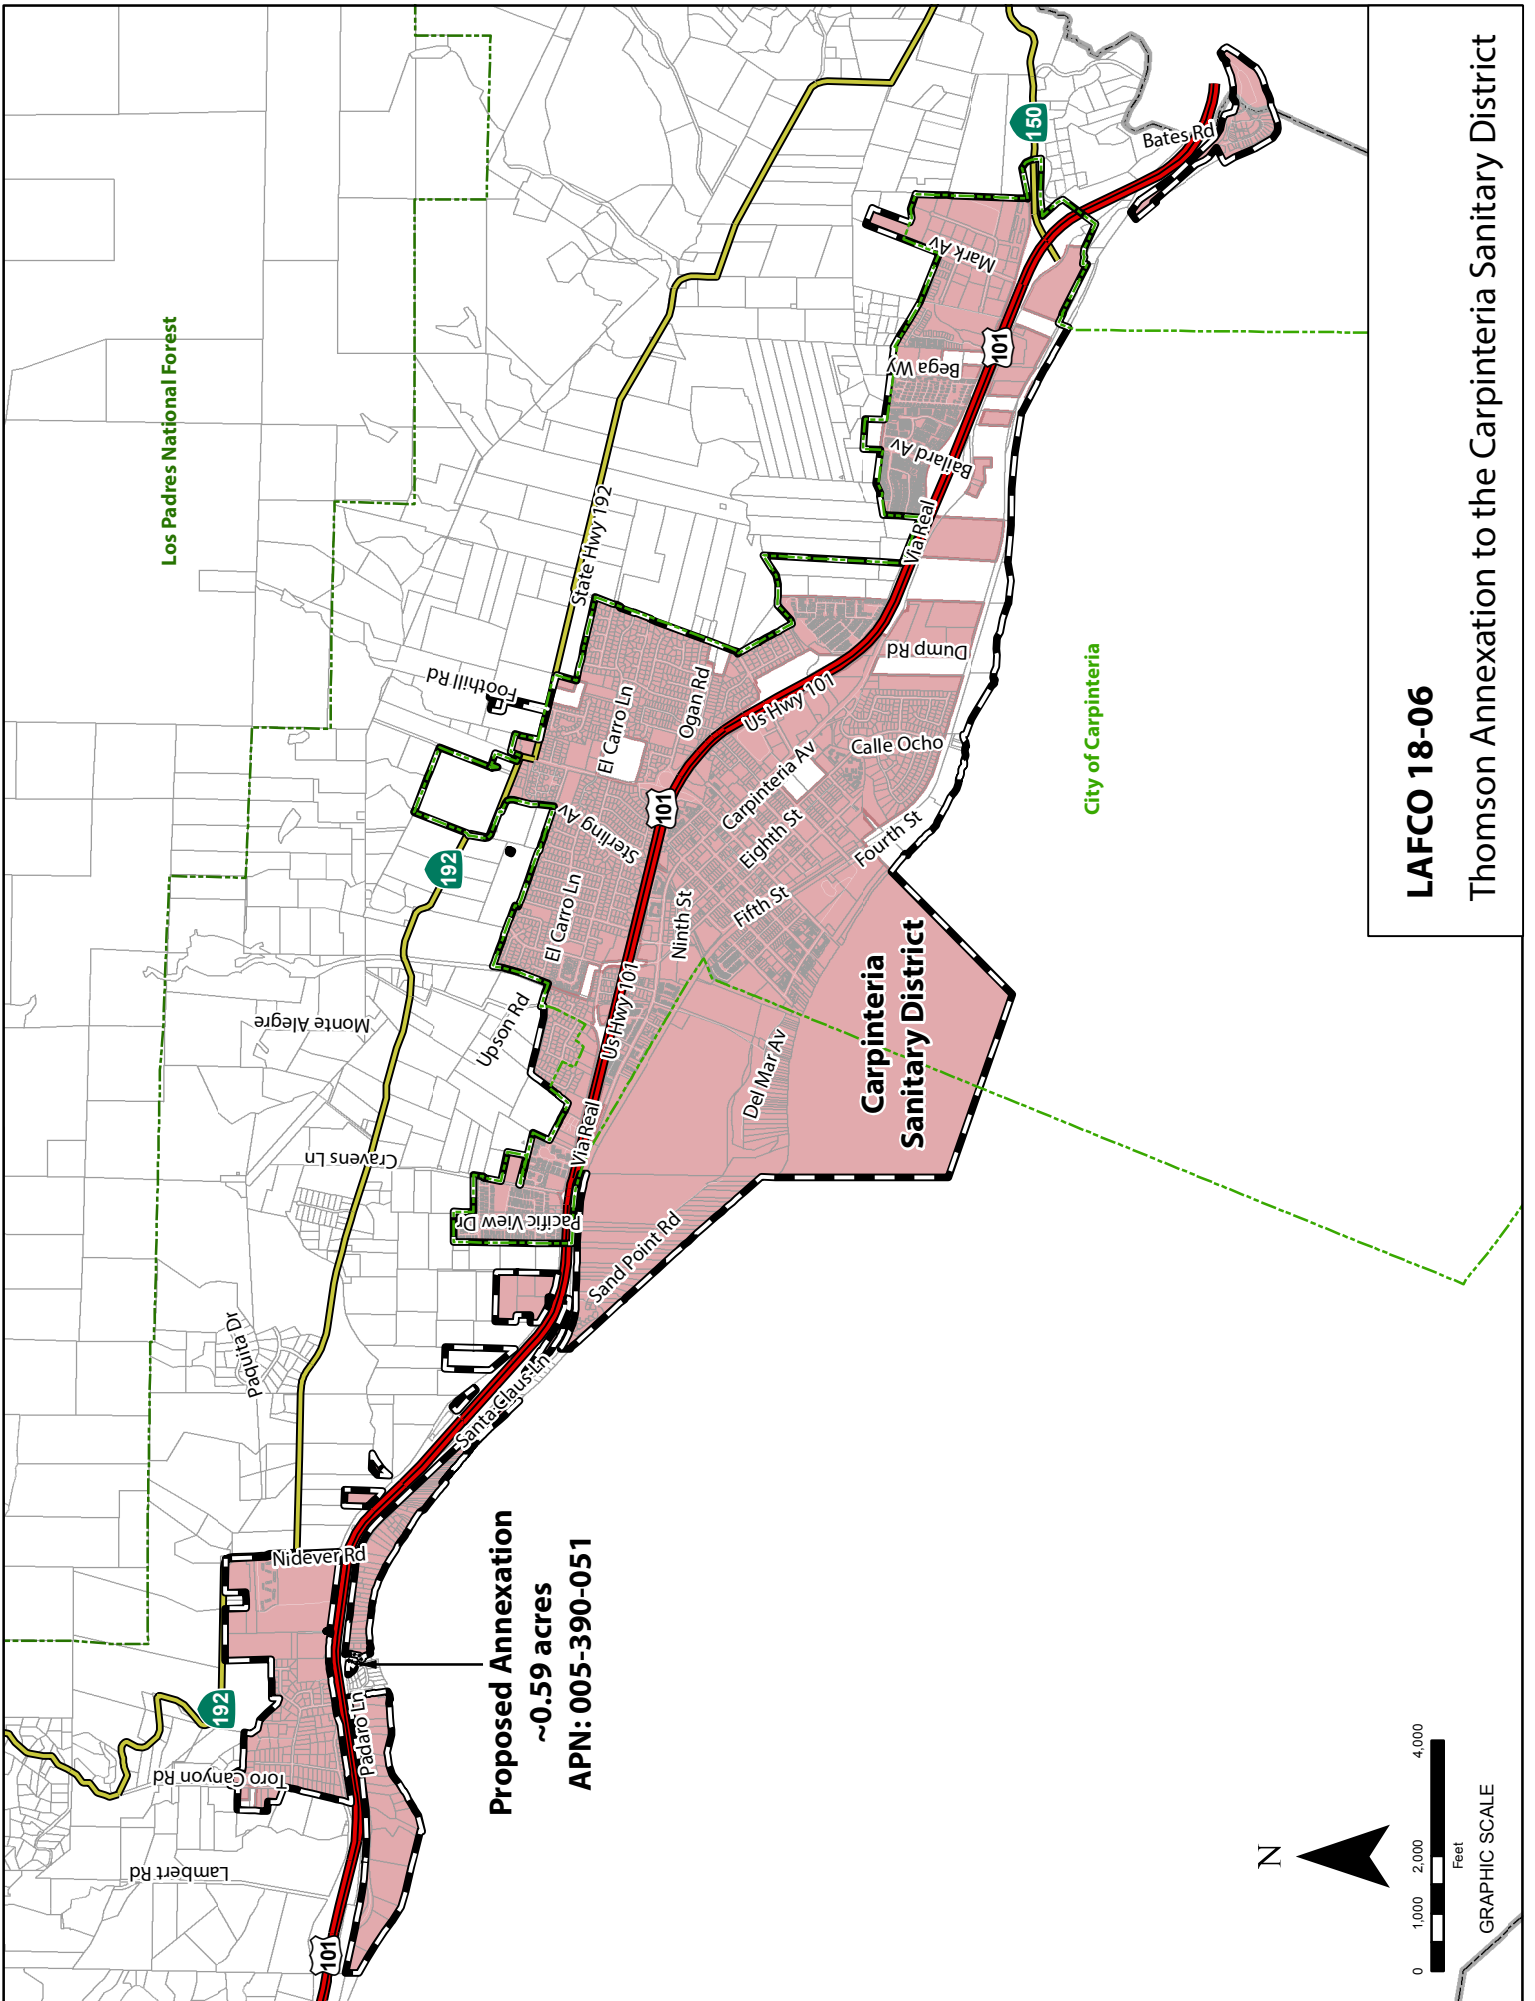 Los Padres National Forest
Lambert Rd
Toro Canyon Rd
192
101
Padaro Ln
Nidever Rd
Paquita Dr
Santa Claus Ln
Proposed Annexation
~0.59 acres
APN: 005-390-051
Cravens Ln
Monte Alegre
Pacific View Dr
Via Real
Sand Point Rd
Upson Rd
Us Hwy 101
Del Mar Av
Carpinteria
Sanitary District
192
El Carro Ln
Sterling Av
Ninth St
Fifth St
Eighth St
Fourth St
101
Carpinteria Av
Calle Ocho
Foothill Rd
State Hwy 192
El Carro Ln
Ogan Rd
Us Hwy 101
Dump Rd
Via Real
Bailard Av
Bega Wy
101
Mark Av
150
Bates Rd
City of Carpinteria
N
0 1,000 2,000 4,000
Feet
GRAPHIC SCALE
LAFCO 18-06
Thomson Annexation to the Carpinteria Sanitary District